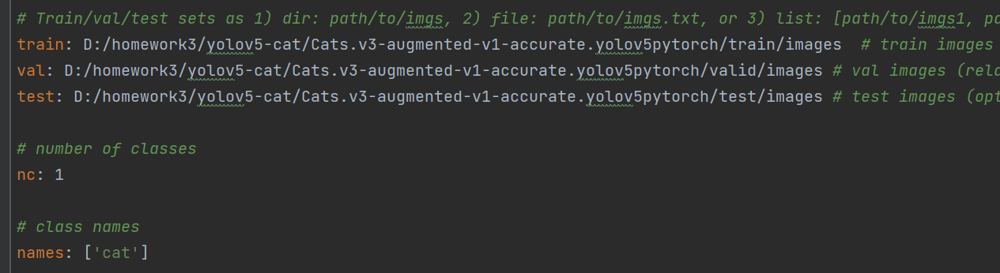 # Train/val/test sets as 1) dir: path/to/imgs, 2) file: path/to/imgs.txt, or 3) list: [path/to/imgs1,
train: D:/homework3/yolov5-cat/Cats.v3-augmented-v1-accurate.yolov5pytorch/train/images # train images
val: D:/homework3/yolov5-cat/Cats.v3-augmented-v1-accurate.yolov5pytorch/valid/images # val images
test: D:/homework3/yolov5-cat/Cats.v3-augmented-v1-accurate.yolov5pytorch/test/images # test images
# number of classes
nc: 1
# class names
names: ['cat']